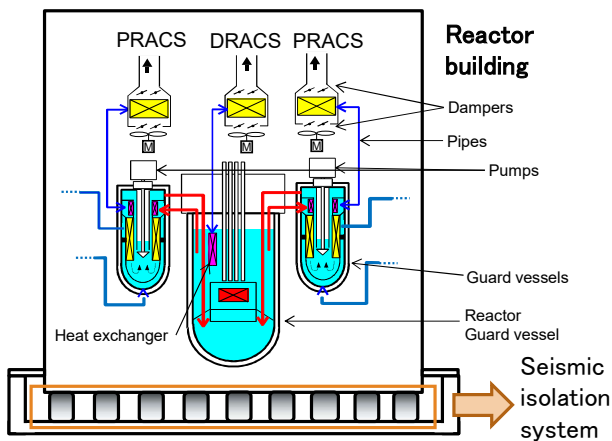 PRACS DRACS PRACS
Reactor
building
Dampers
Pipes
M M M
Pumps
Guard vessels
Heat exchanger
Reactor
Guard vessel
Seismic
isolation
system